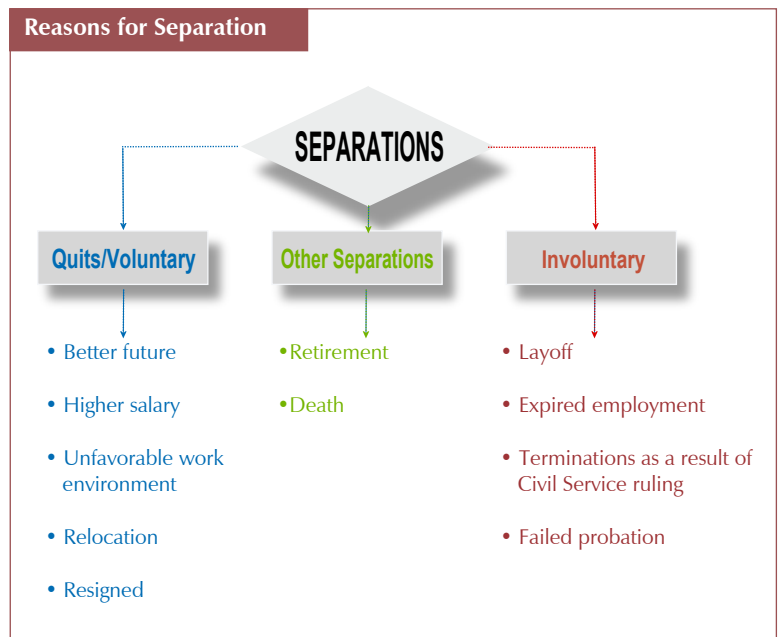 Reasons for Separation
SEPARATIONS
Quits/Voluntary
• Better future
• Higher salary
• Unfavorable work
environment
• Relocation
• Resigned
Other Separations
•Retirement
•Death
Involuntary
• Layoff
• Expired employment
• Terminations as a result of
Civil Service ruling
• Failed probation